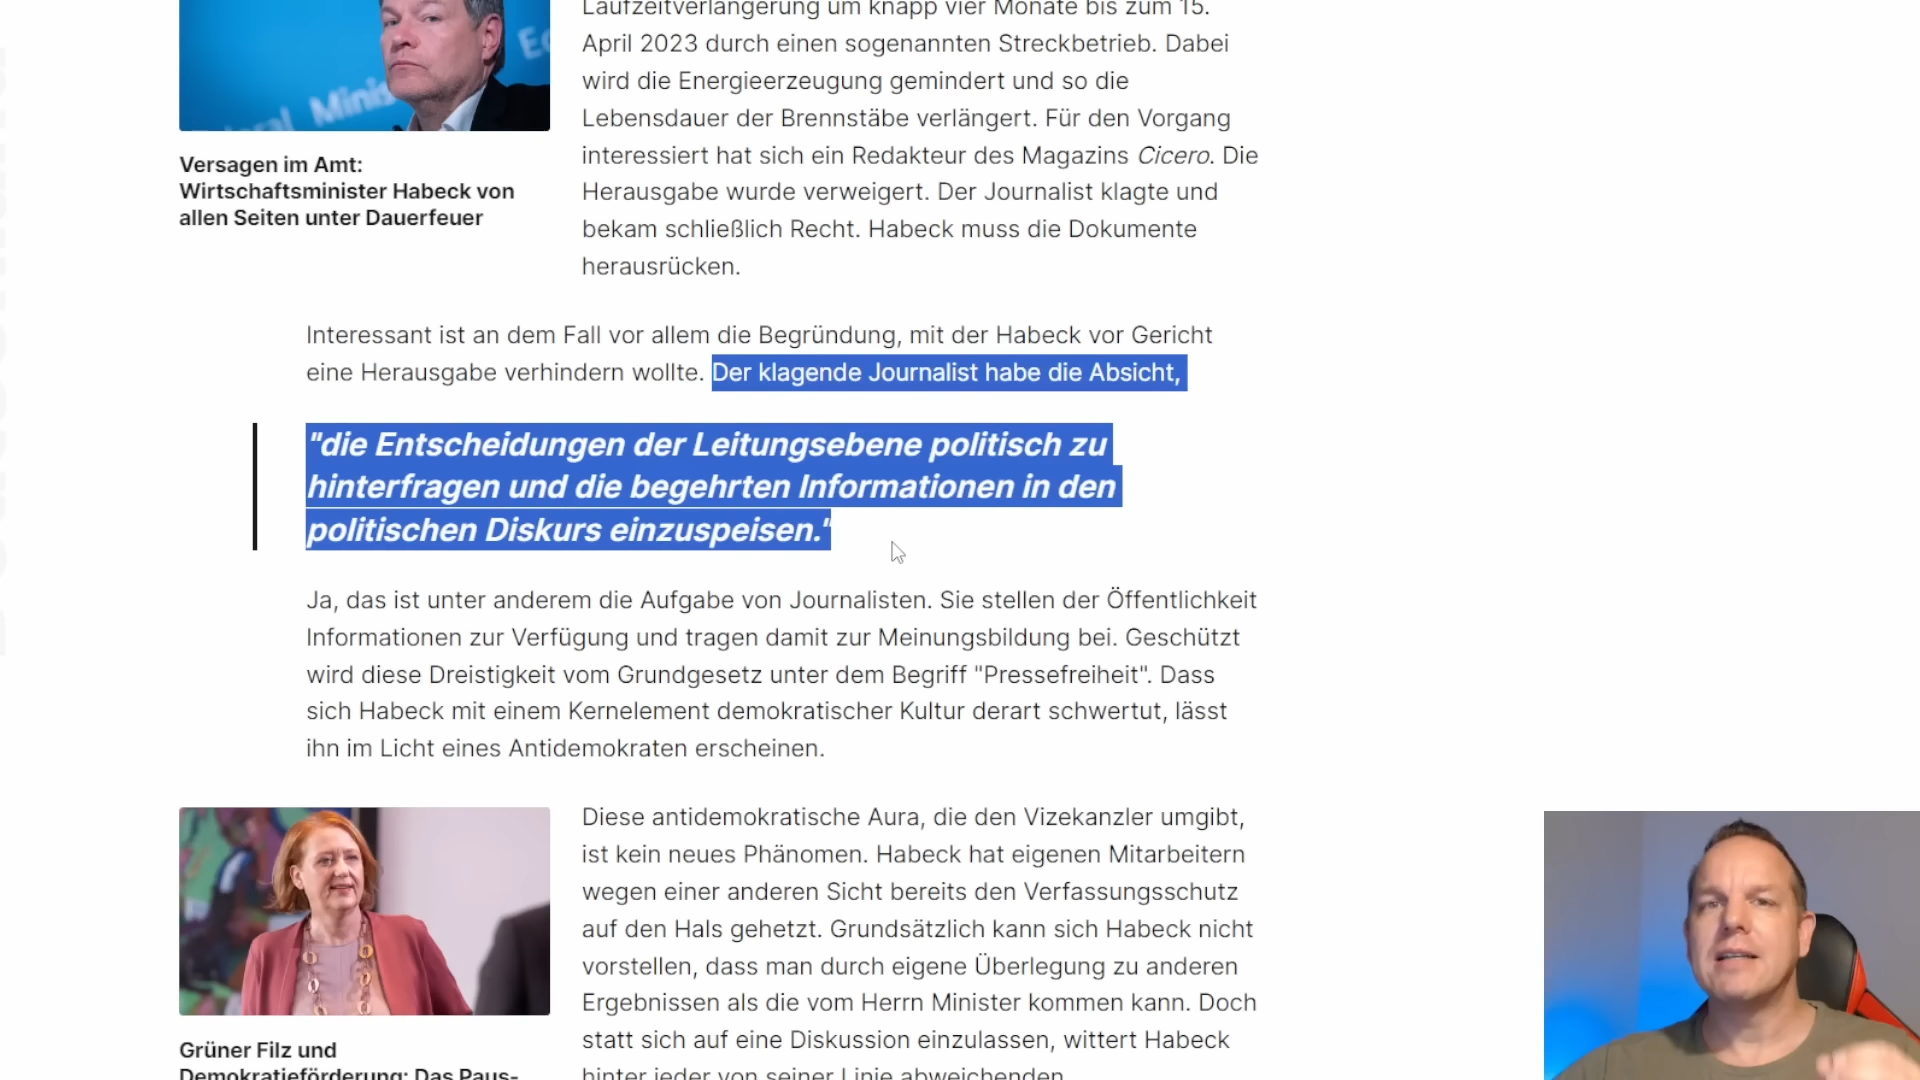 Laufzeitverlängerung um knapp vier Monate bis zum 15.
April 2023 durch einen sogenannten Streckbetrieb. Dabei
wird die Energieerzeugung gemindert und so die
Lebensdauer der Brennstäbe verlängert. Für den Vorgang
interessiert hat sich ein Redakteur des Magazins Cicero. Die
Herausgabe wurde verweigert. Der Journalist klagte und
bekam schließlich Recht. Habeck muss die Dokumente
herausrücken.
Minis
Versagen im Amt:
Wirtschaftsminister Habeck von
allen Seiten unter Dauerfeuer
Interessant ist an dem Fall vor allem die Begründung, mit der Habeck vor Gericht
eine Herausgabe verhindern wollte. Der klagende Journalist habe die Absicht,
"die Entscheidungen der Leitungsebene politisch zu
hinterfragen und die begehrten Informationen in den
politischen Diskurs einzuspeisen."
Ja, das ist unter anderem die Aufgabe von Journalisten. Sie stellen der Öffentlichkeit
Informationen zur Verfügung und tragen damit zur Meinungsbildung bei. Geschützt
wird diese Dreistigkeit vom Grundgesetz unter dem Begriff "Pressefreiheit". Dass
sich Habeck mit einem Kernelement demokratischer Kultur derart schwertut, lässt
ihn im Licht eines Antidemokraten erscheinen.
Diese antidemokratische Aura, die den Vizekanzler umgibt,
ist kein neues Phänomen. Habeck hat eigenen Mitarbeitern
wegen einer anderen Sicht bereits den Verfassungsschutz
auf den Hals gehetzt. Grundsätzlich kann sich Habeck nicht
vorstellen, dass man durch eigene Überlegung zu anderen
Ergebnissen als die vom Herrn Minister kommen kann. Doch
statt sich auf eine Diskussion einzulassen, wittert Habeck
hinter jeder von seiner Linie abweichenden
Grüner Filz und
Demokratieförderung: Das Paus-